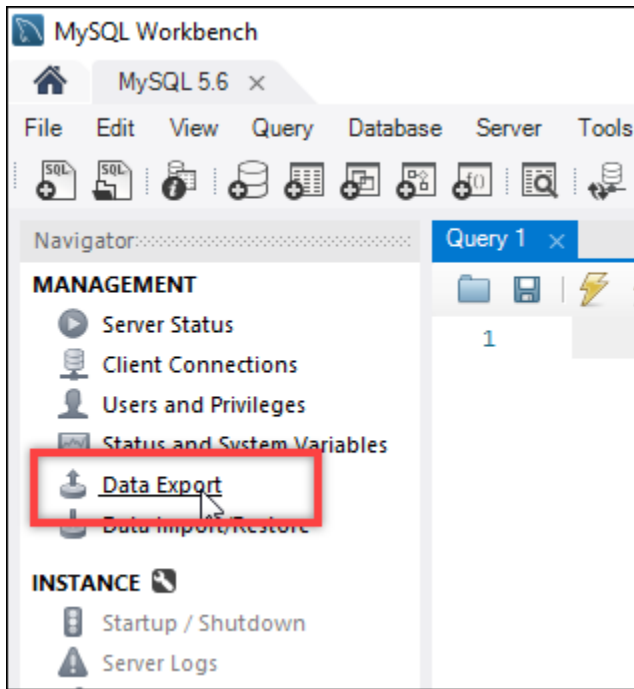 MySQL Workbench
MySQL 5.6
File Edit View Query Database Server Tools
SQL SQL
Navigator
Query 1
MANAGEMENT
Server Status
1
Client Connections
Users and Privileges
Status and System Variables
Data Export
Data Import/Restore
INSTANCE
Startup / Shutdown
Server Logs